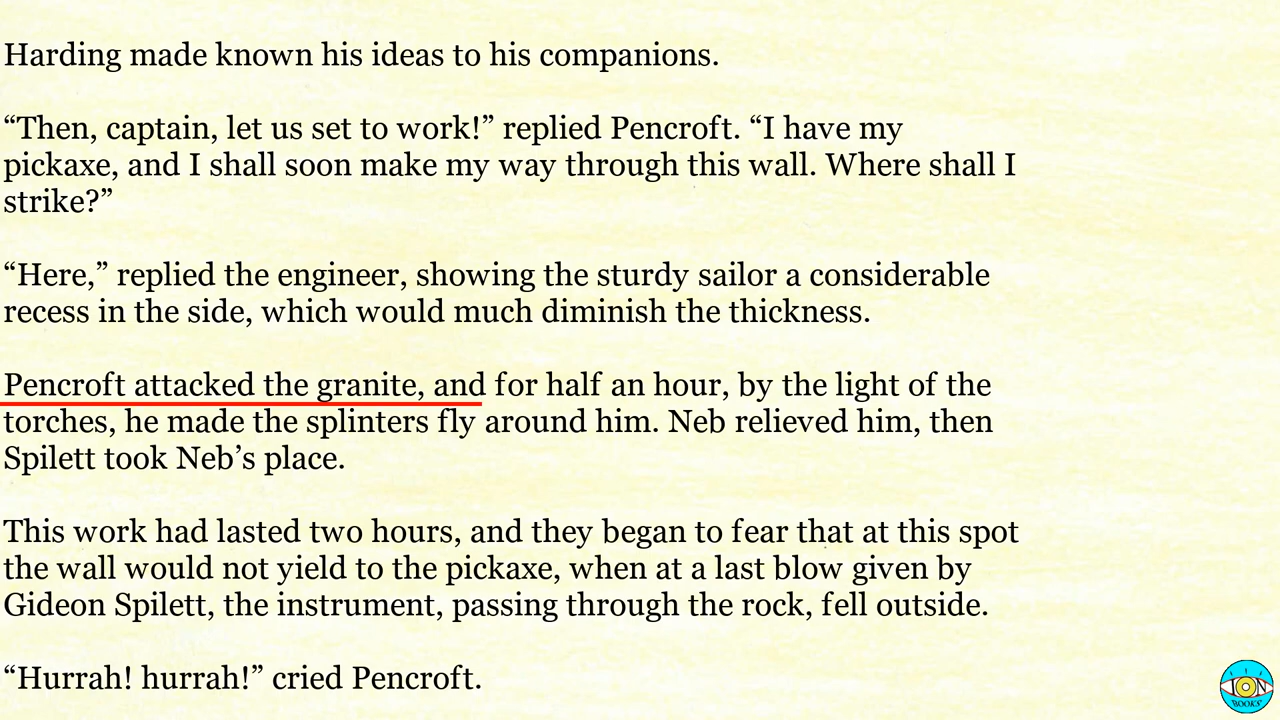 Harding made known his ideas to his companions.
“Then, captain, let us set to work!” replied Pencroft. “I have my
pickaxe, and I shall soon make my way through this wall. Where shall I
strike?”
“Here,” replied the engineer, showing the sturdy sailor a considerable
recess in the side, which would much diminish the thickness.
Pencroft attacked the granite, and for half an hour, by the light of the
torches, he made the splinters fly around him. Neb relieved him, then
Spilett took Neb’s place.
This work had lasted two hours, and they began to fear that at this spot
the wall would not yield to the pickaxe, when at a last blow given by
Gideon Spilett, the instrument, passing through the rock, fell outside.
“Hurrah! hurrah!” cried Pencroft.
ION
BOOKS